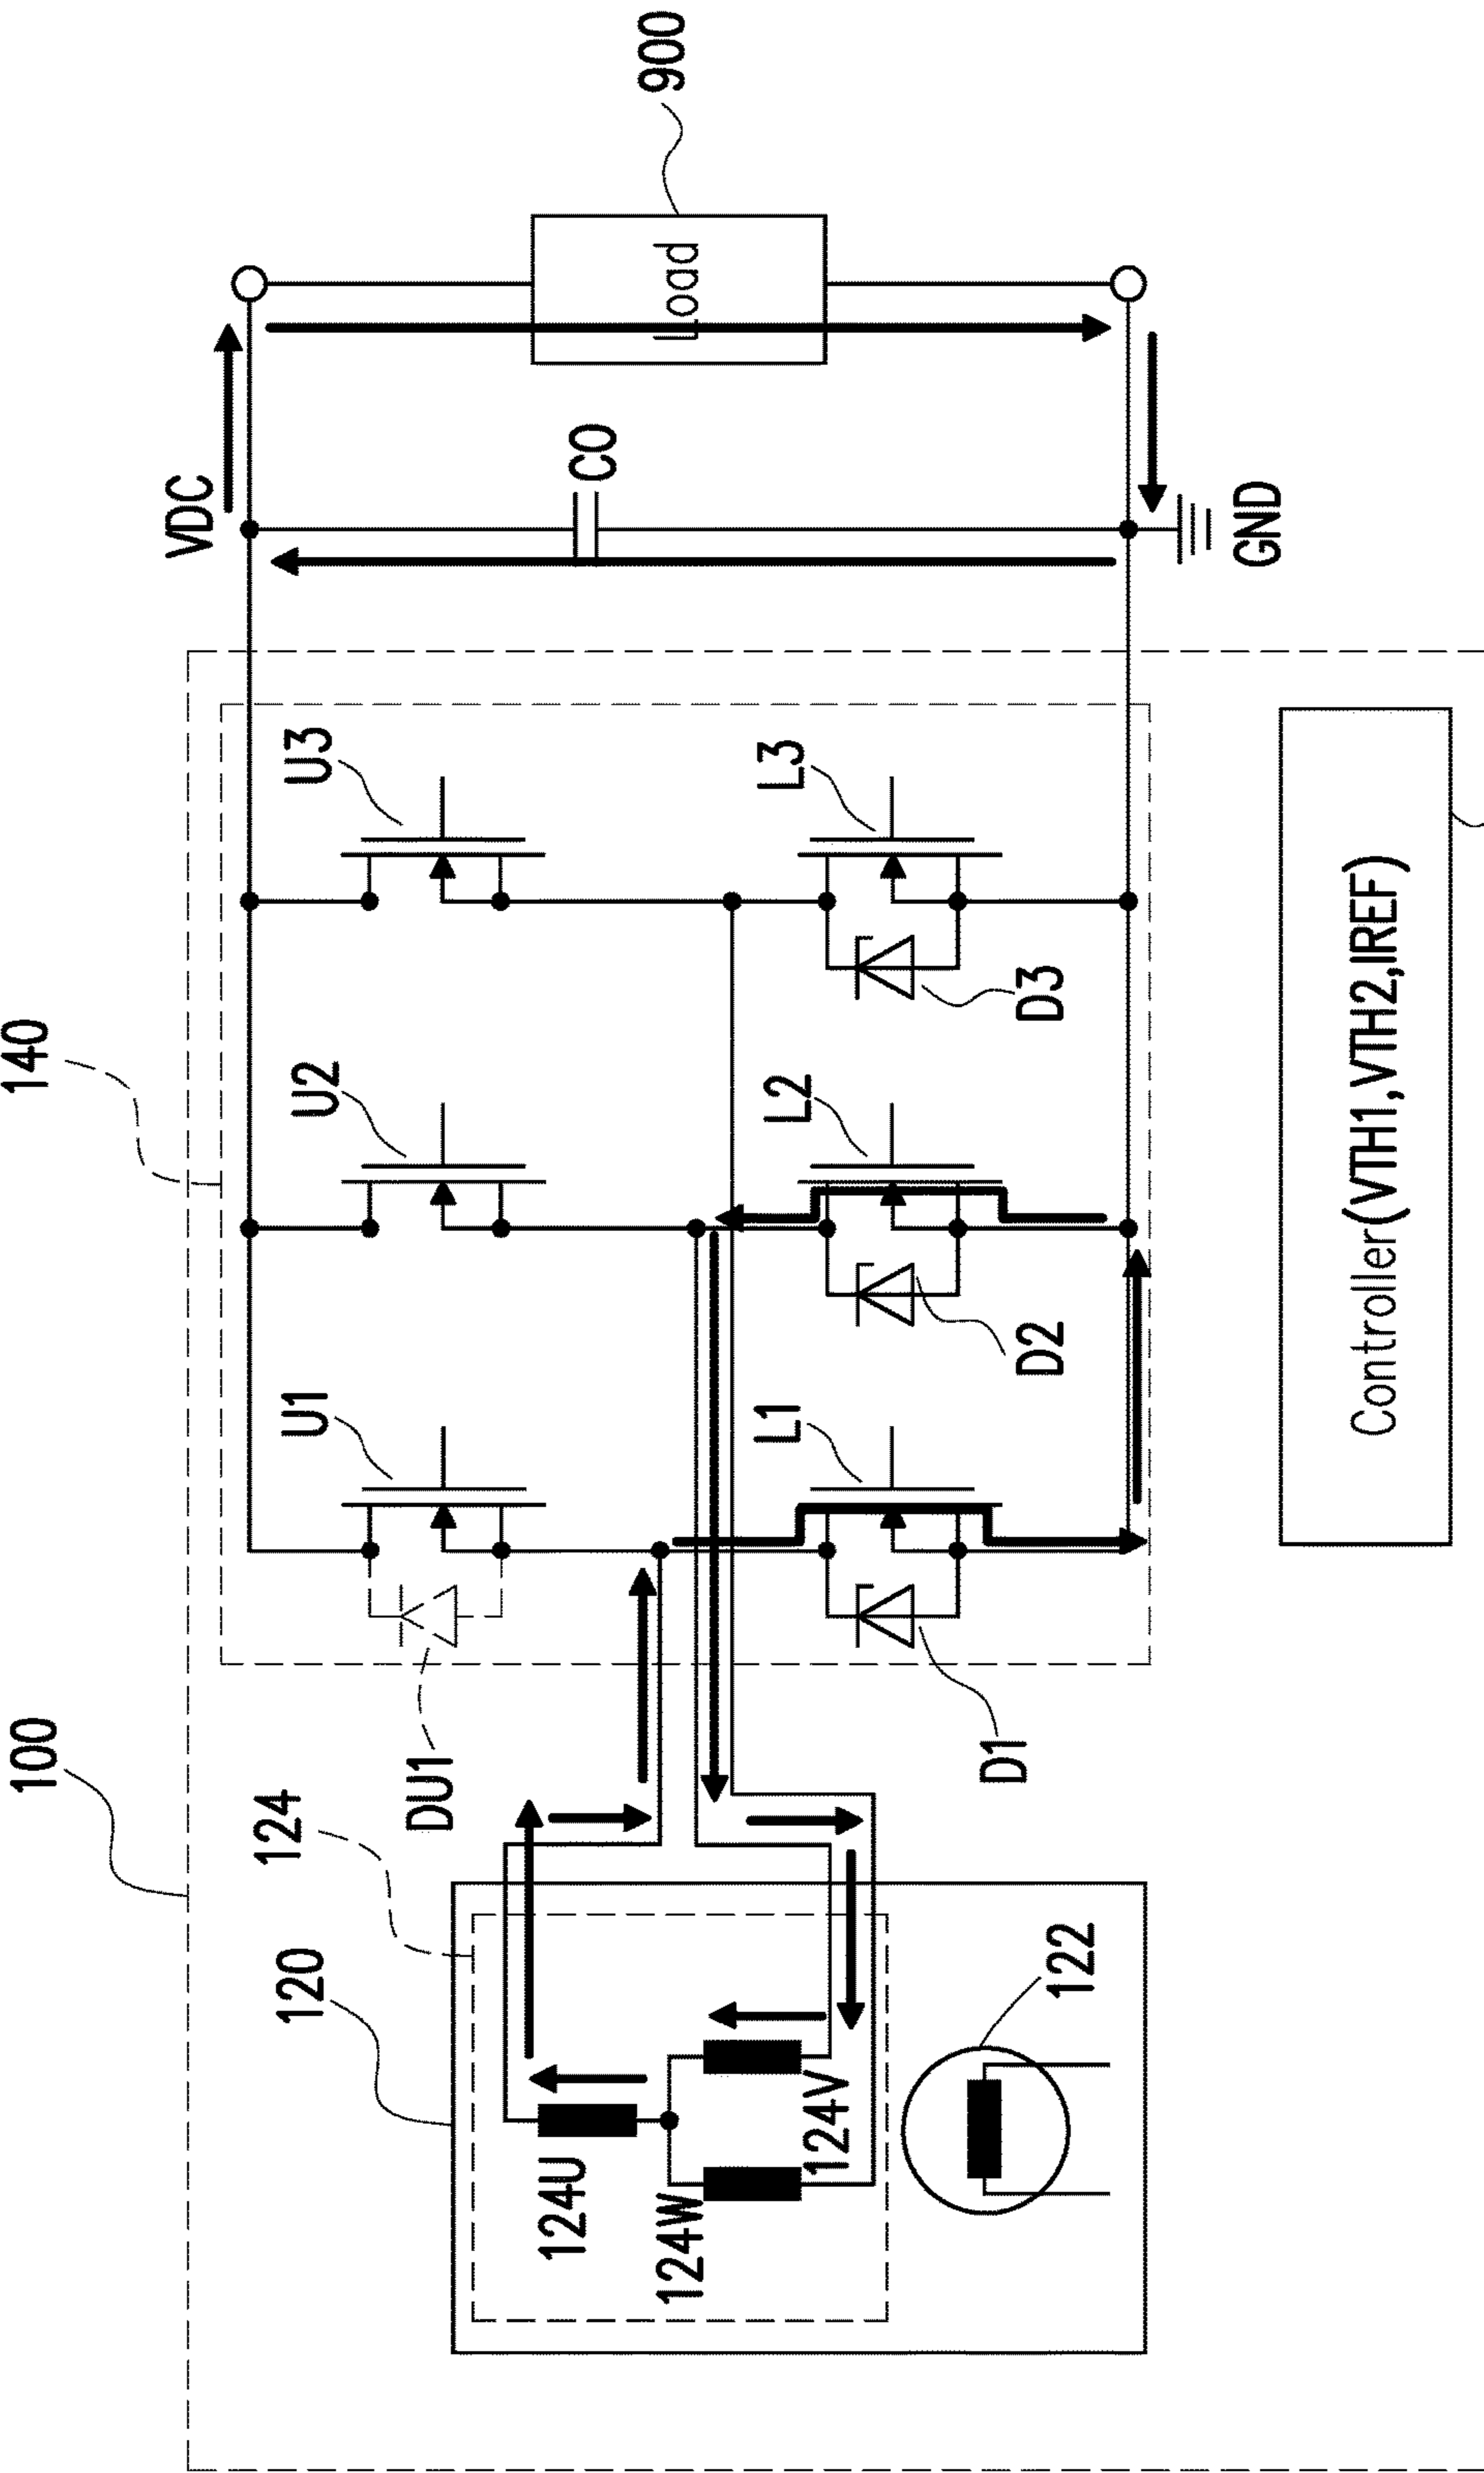 100
140
VDC
900
120
124
DU1
U1
U2
U3
124U
124W
124V
122
L1
L2
L3
D1
D2
D3
CO
Load
GND
Controller(VTH1,VTH2,IREF)